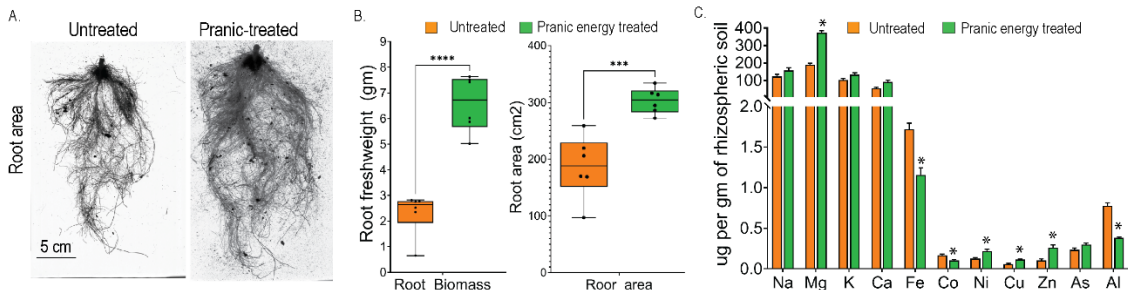 A.
Untreated
Pranic-treated
Root area
5 cm
B.
Untreated
Pranic energy treated
Root freshweight (gm)
9
8
7
6
5
4
3
2
1
0
****
Root Biomass
Root area (cm2)
400
300
200
100
0
***
Roor area
C.
Untreated
Pranic energy treated
ug per gm of rhizospheric soil
400
300
200
100
2.0
1.5
1.0
0.5
0.0
*
*
*
*
*
*
*
Na Mg K Ca Fe Co Ni Cu Zn As Al